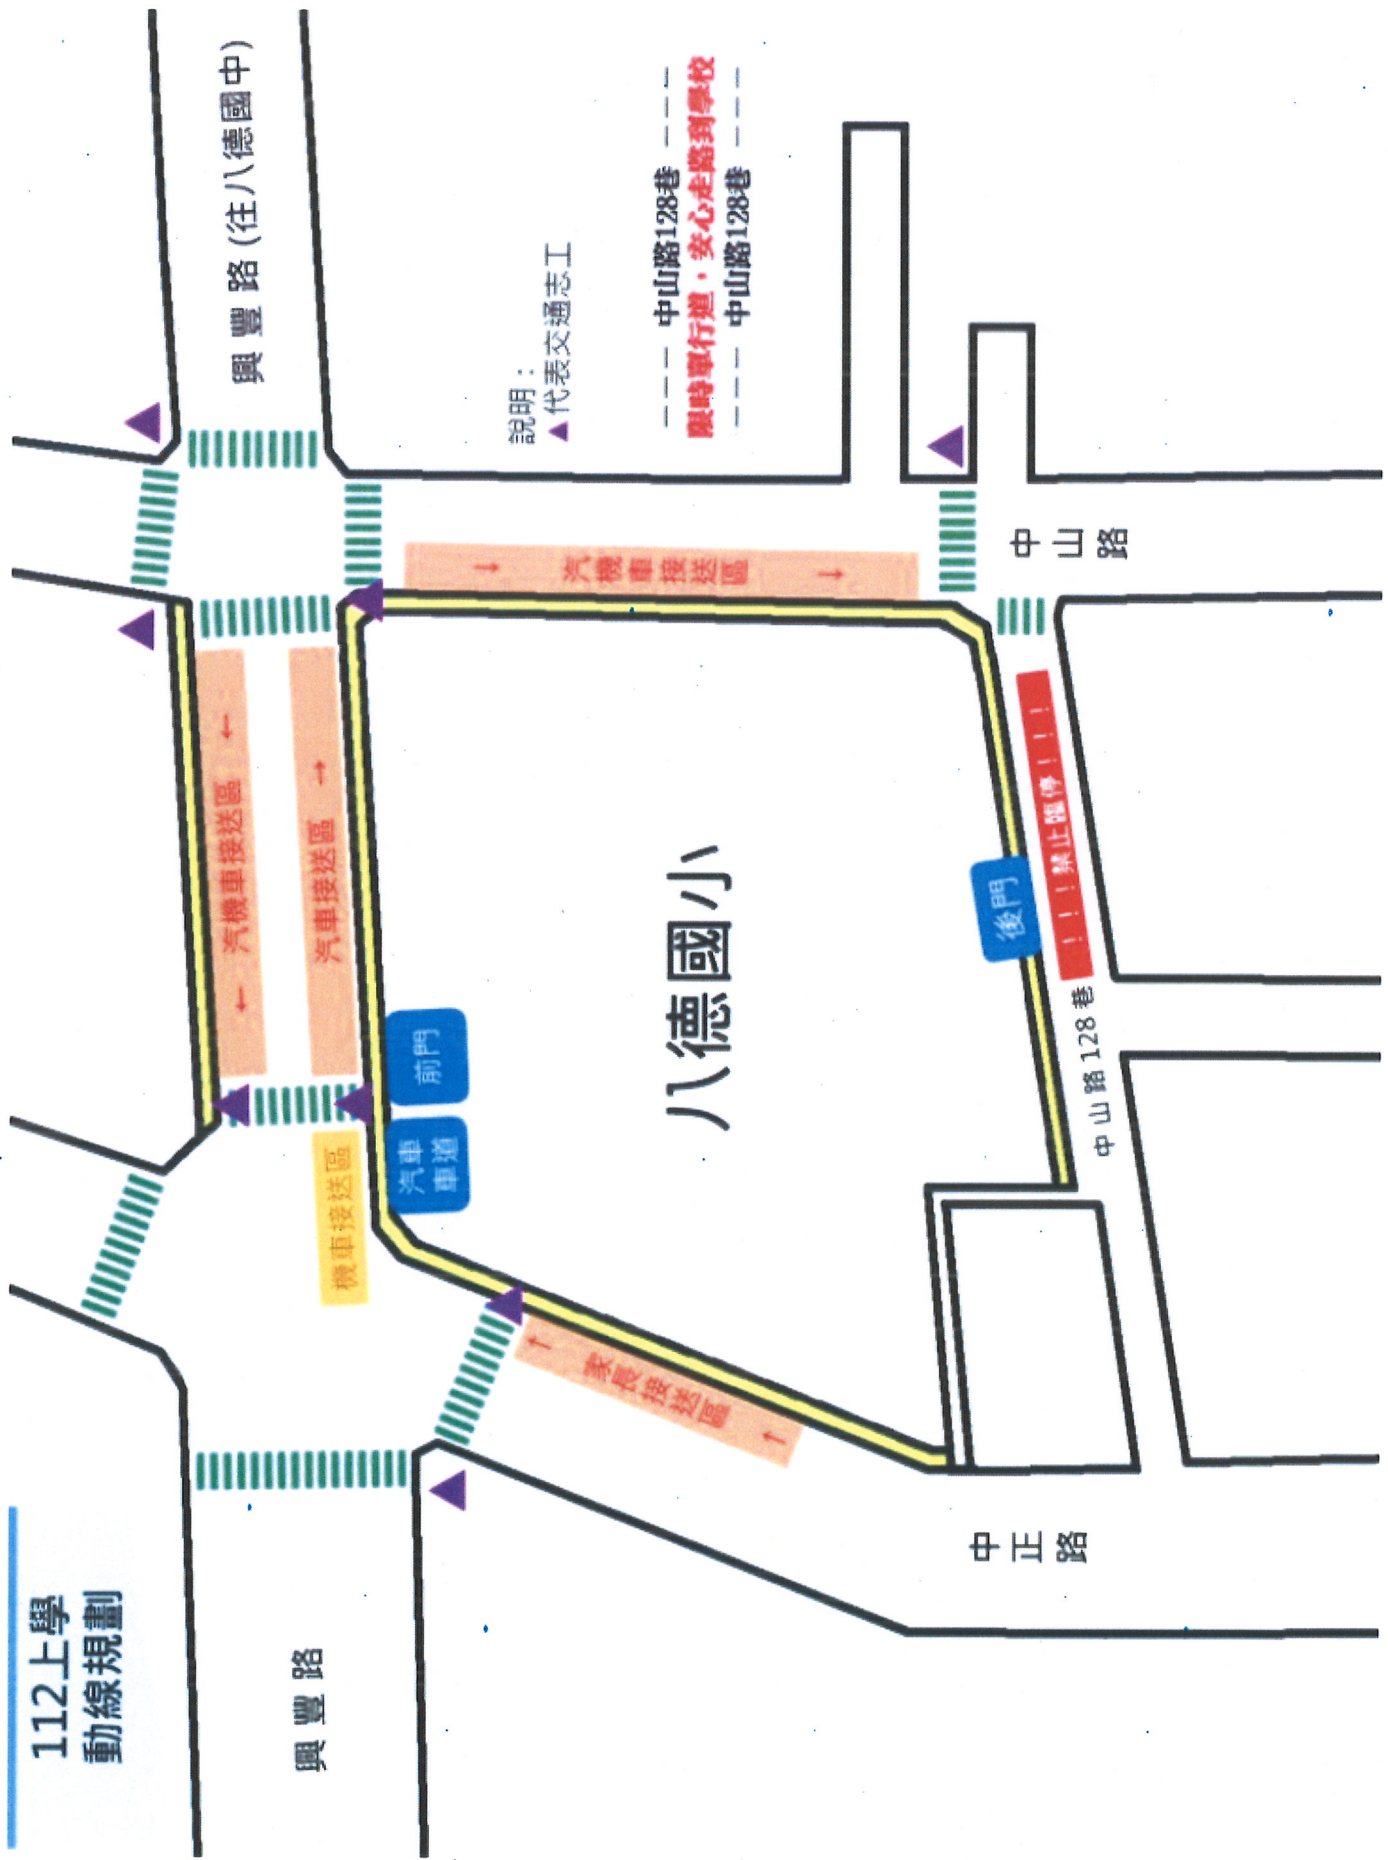 112上學
動線規劃
興豐路
興豐路(往八德國中)
汽機車接送區
汽車接送區
機車接送區
前門
汽車
車道
說明：
▲代表交通志工
家長接送區
八德國小
汽機車接送區
--- 中山路128巷 ---
限時單行道，安心走路到學校
--- 中山路128巷 ---
後門
!!!禁止臨停!!!
中山路128巷
中正路
中山路